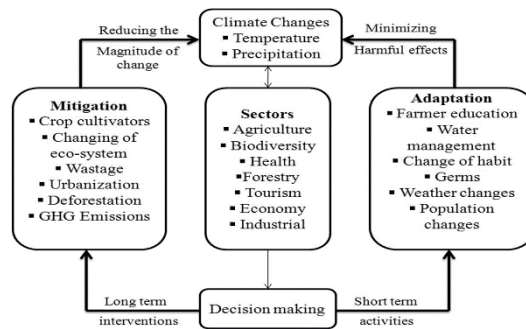 Climate Changes
▪ Temperature
▪ Precipitation
Reducing the
Magnitude of
change
Minimizing
Harmful effects
Mitigation
▪ Crop cultivators
▪ Changing of
eco-system
▪ Wastage
▪ Urbanization
▪ Deforestation
▪ GHG Emissions
Sectors
▪ Agriculture
▪ Biodiversity
▪ Health
▪ Forestry
▪ Tourism
▪ Economy
▪ Industrial
Adaptation
▪ Farmer education
▪ Water
management
▪ Change of habit
▪ Germs
▪ Weather changes
▪ Population
changes
Long term
interventions
Decision making
Short term
activities